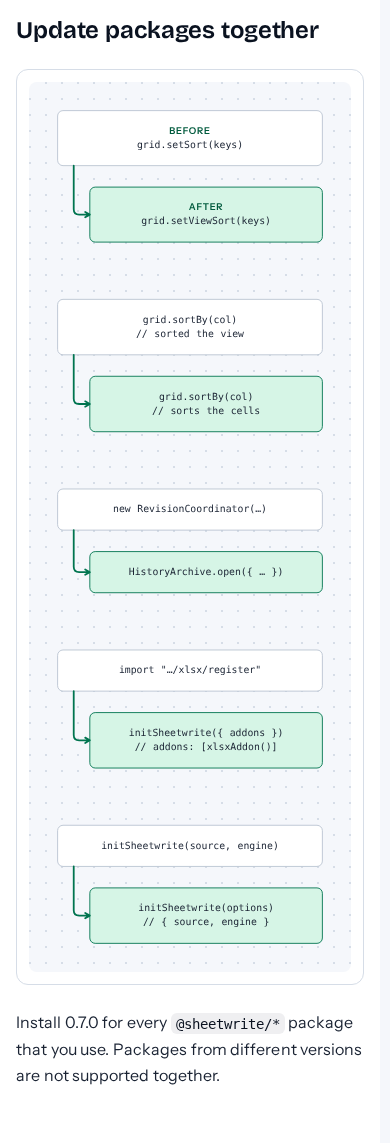 Update packages together
BEFORE
grid.setSort(keys)
AFTER
grid.setViewSort(keys)
grid.sortBy(col)
// sorted the view
grid.sortBy(col)
// sorts the cells
new RevisionCoordinator(…)
HistoryArchive.open({ … })
import "…/xlsx/register"
initSheetwrite({ addons })
// addons: [xlsxAddon()]
initSheetwrite(source, engine)
initSheetwrite(options)
// { source, engine }
Install 0.7.0 for every @sheetwrite/* package
that you use. Packages from different versions
are not supported together.